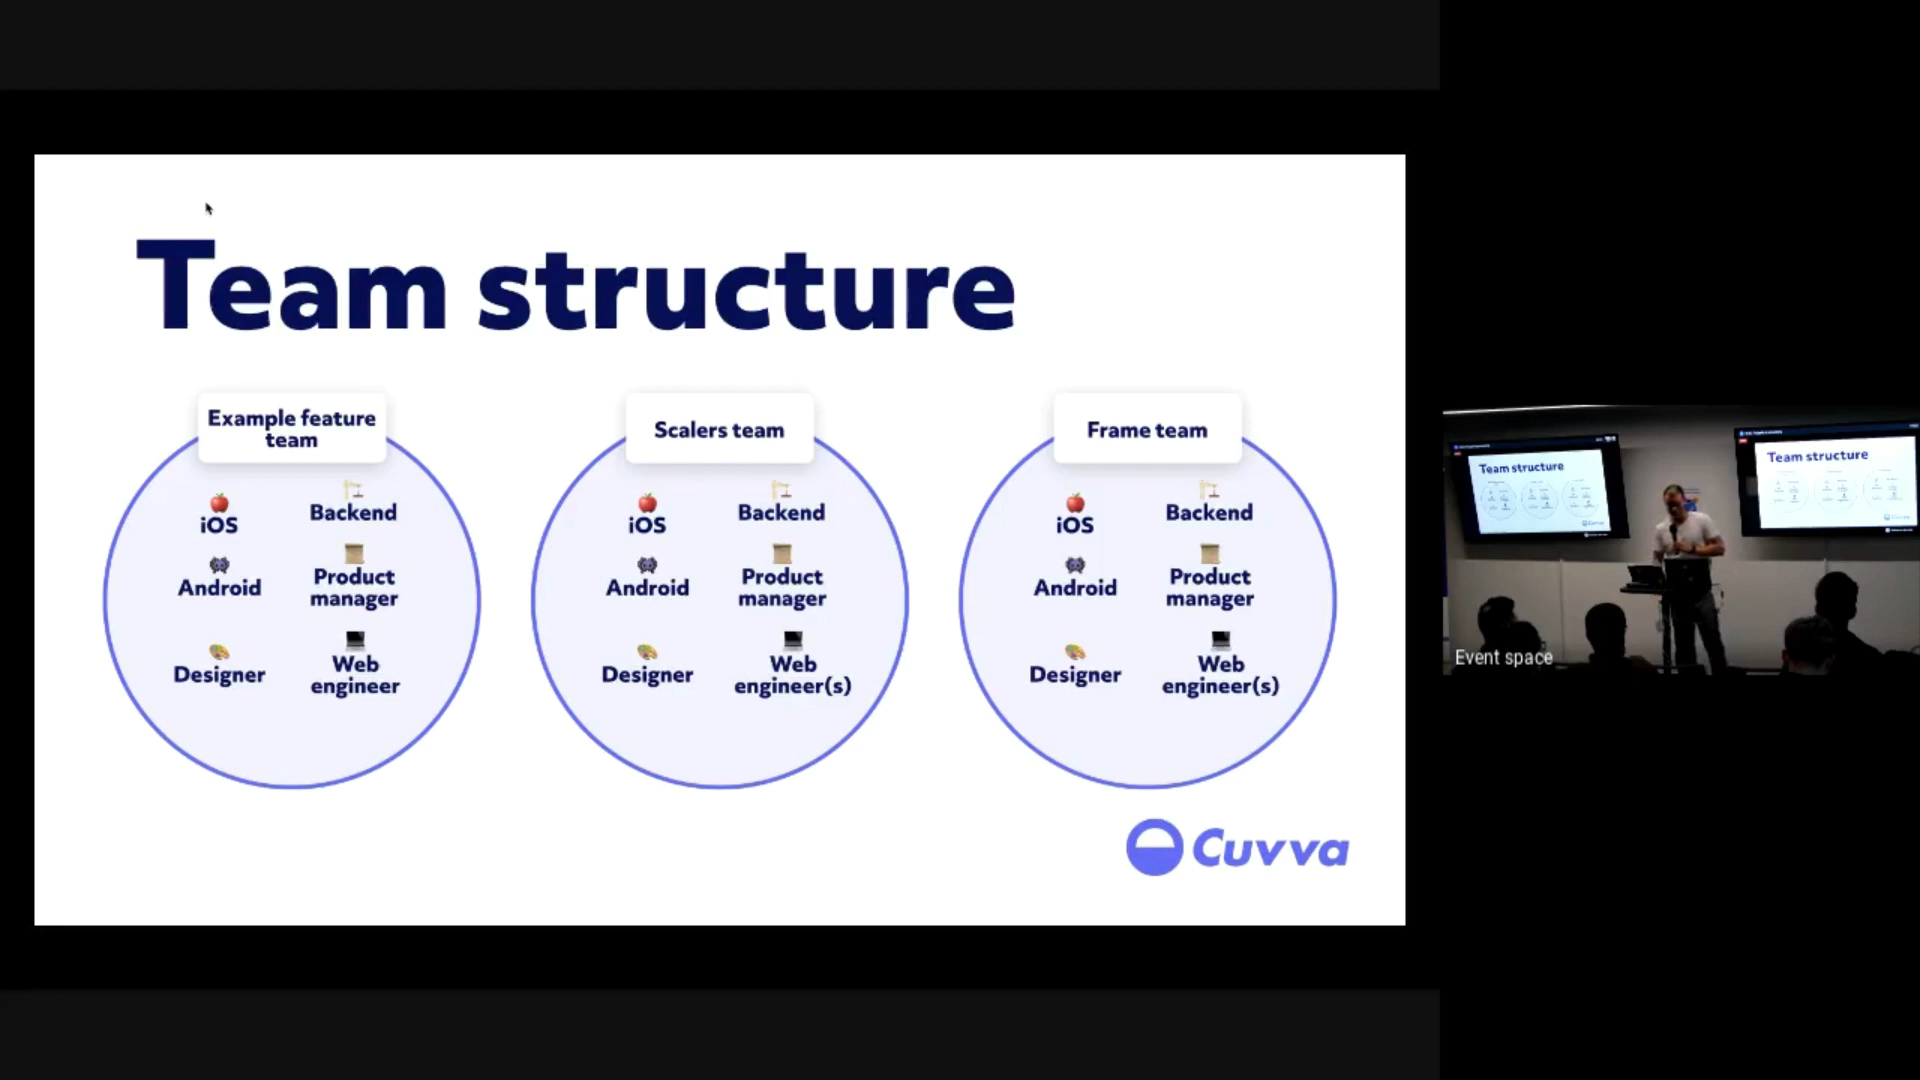 Team structure
Example feature
team
iOS
Backend
Android
Product
manager
Designer
Web
engineer
Scalers team
iOS
Backend
Android
Product
manager
Designer
Web
engineer(s)
Frame team
iOS
Backend
Android
Product
manager
Designer
Web
engineer(s)
Cuvva
Team structure
Team structure
Event space